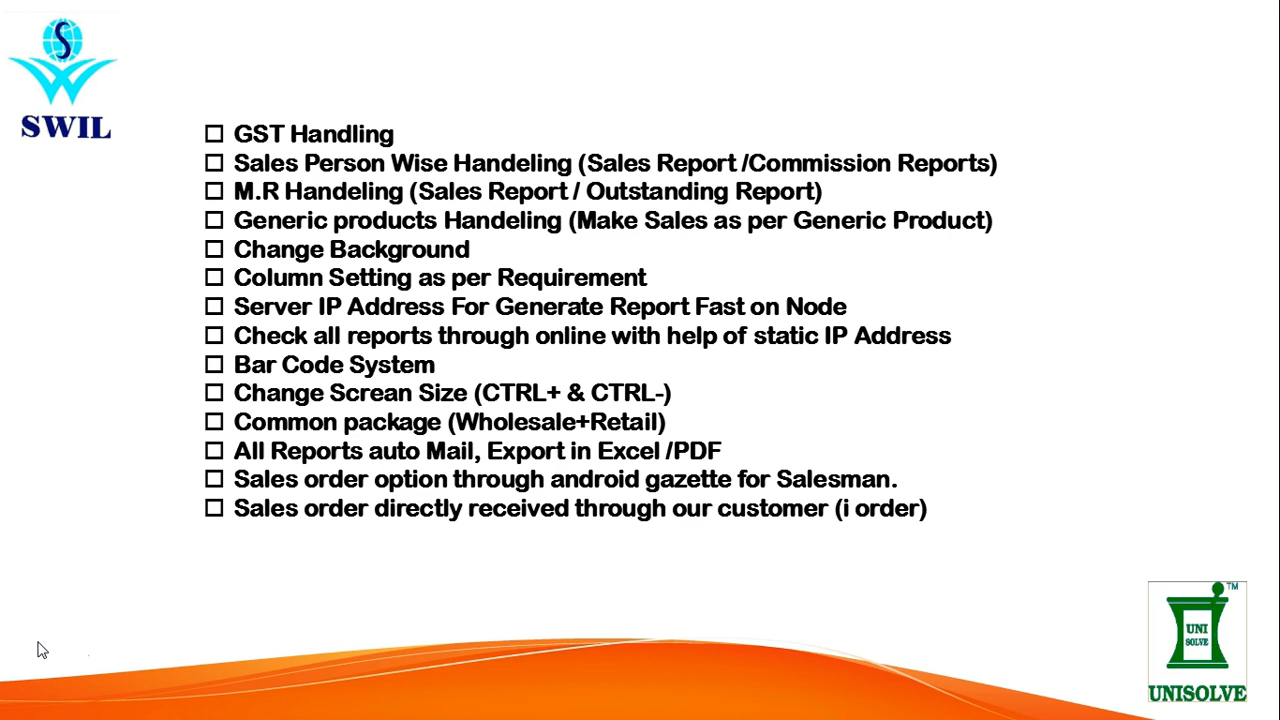 S
SWIL
GST Handling
Sales Person Wise Handeling (Sales Report /Commission Reports)
M.R Handeling (Sales Report / Outstanding Report)
Generic products Handeling (Make Sales as per Generic Product)
Change Background
Column Setting as per Requirement
Server IP Address For Generate Report Fast on Node
Check all reports through online with help of static IP Address
Bar Code System
Change Screan Size (CTRL+ & CTRL-)
Common package (Wholesale+Retail)
All Reports auto Mail, Export in Excel /PDF
Sales order option through android gazette for Salesman.
Sales order directly received through our customer (i order)
TM
UNI
SOLVE
UNISOLVE